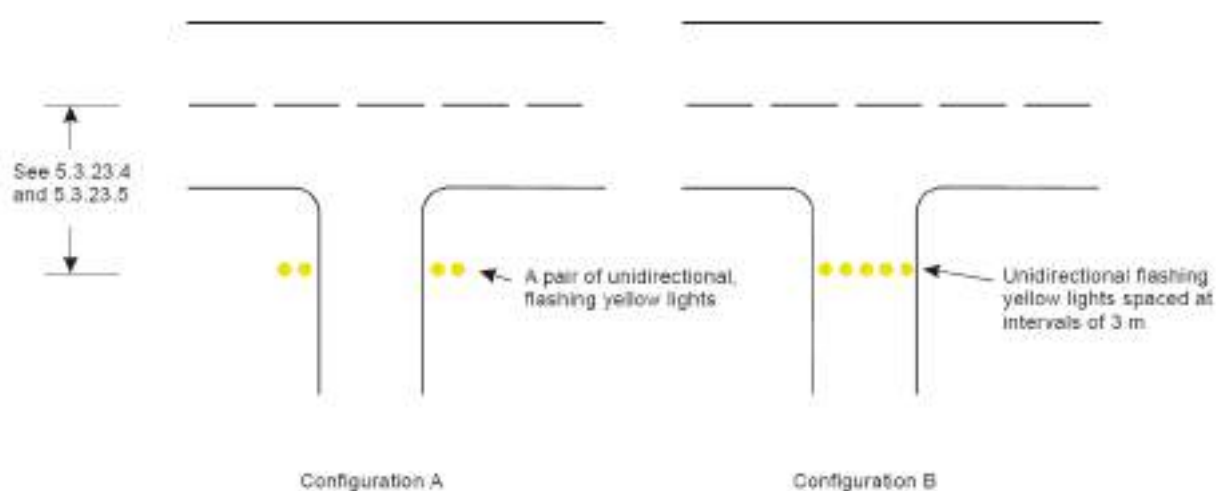 See 5.3.23.4
and 5.3.23.5
A pair of unidirectional,
flashing yellow lights
Unidirectional flashing
yellow lights spaced at
intervals of 3 m
Configuration A
Configuration B